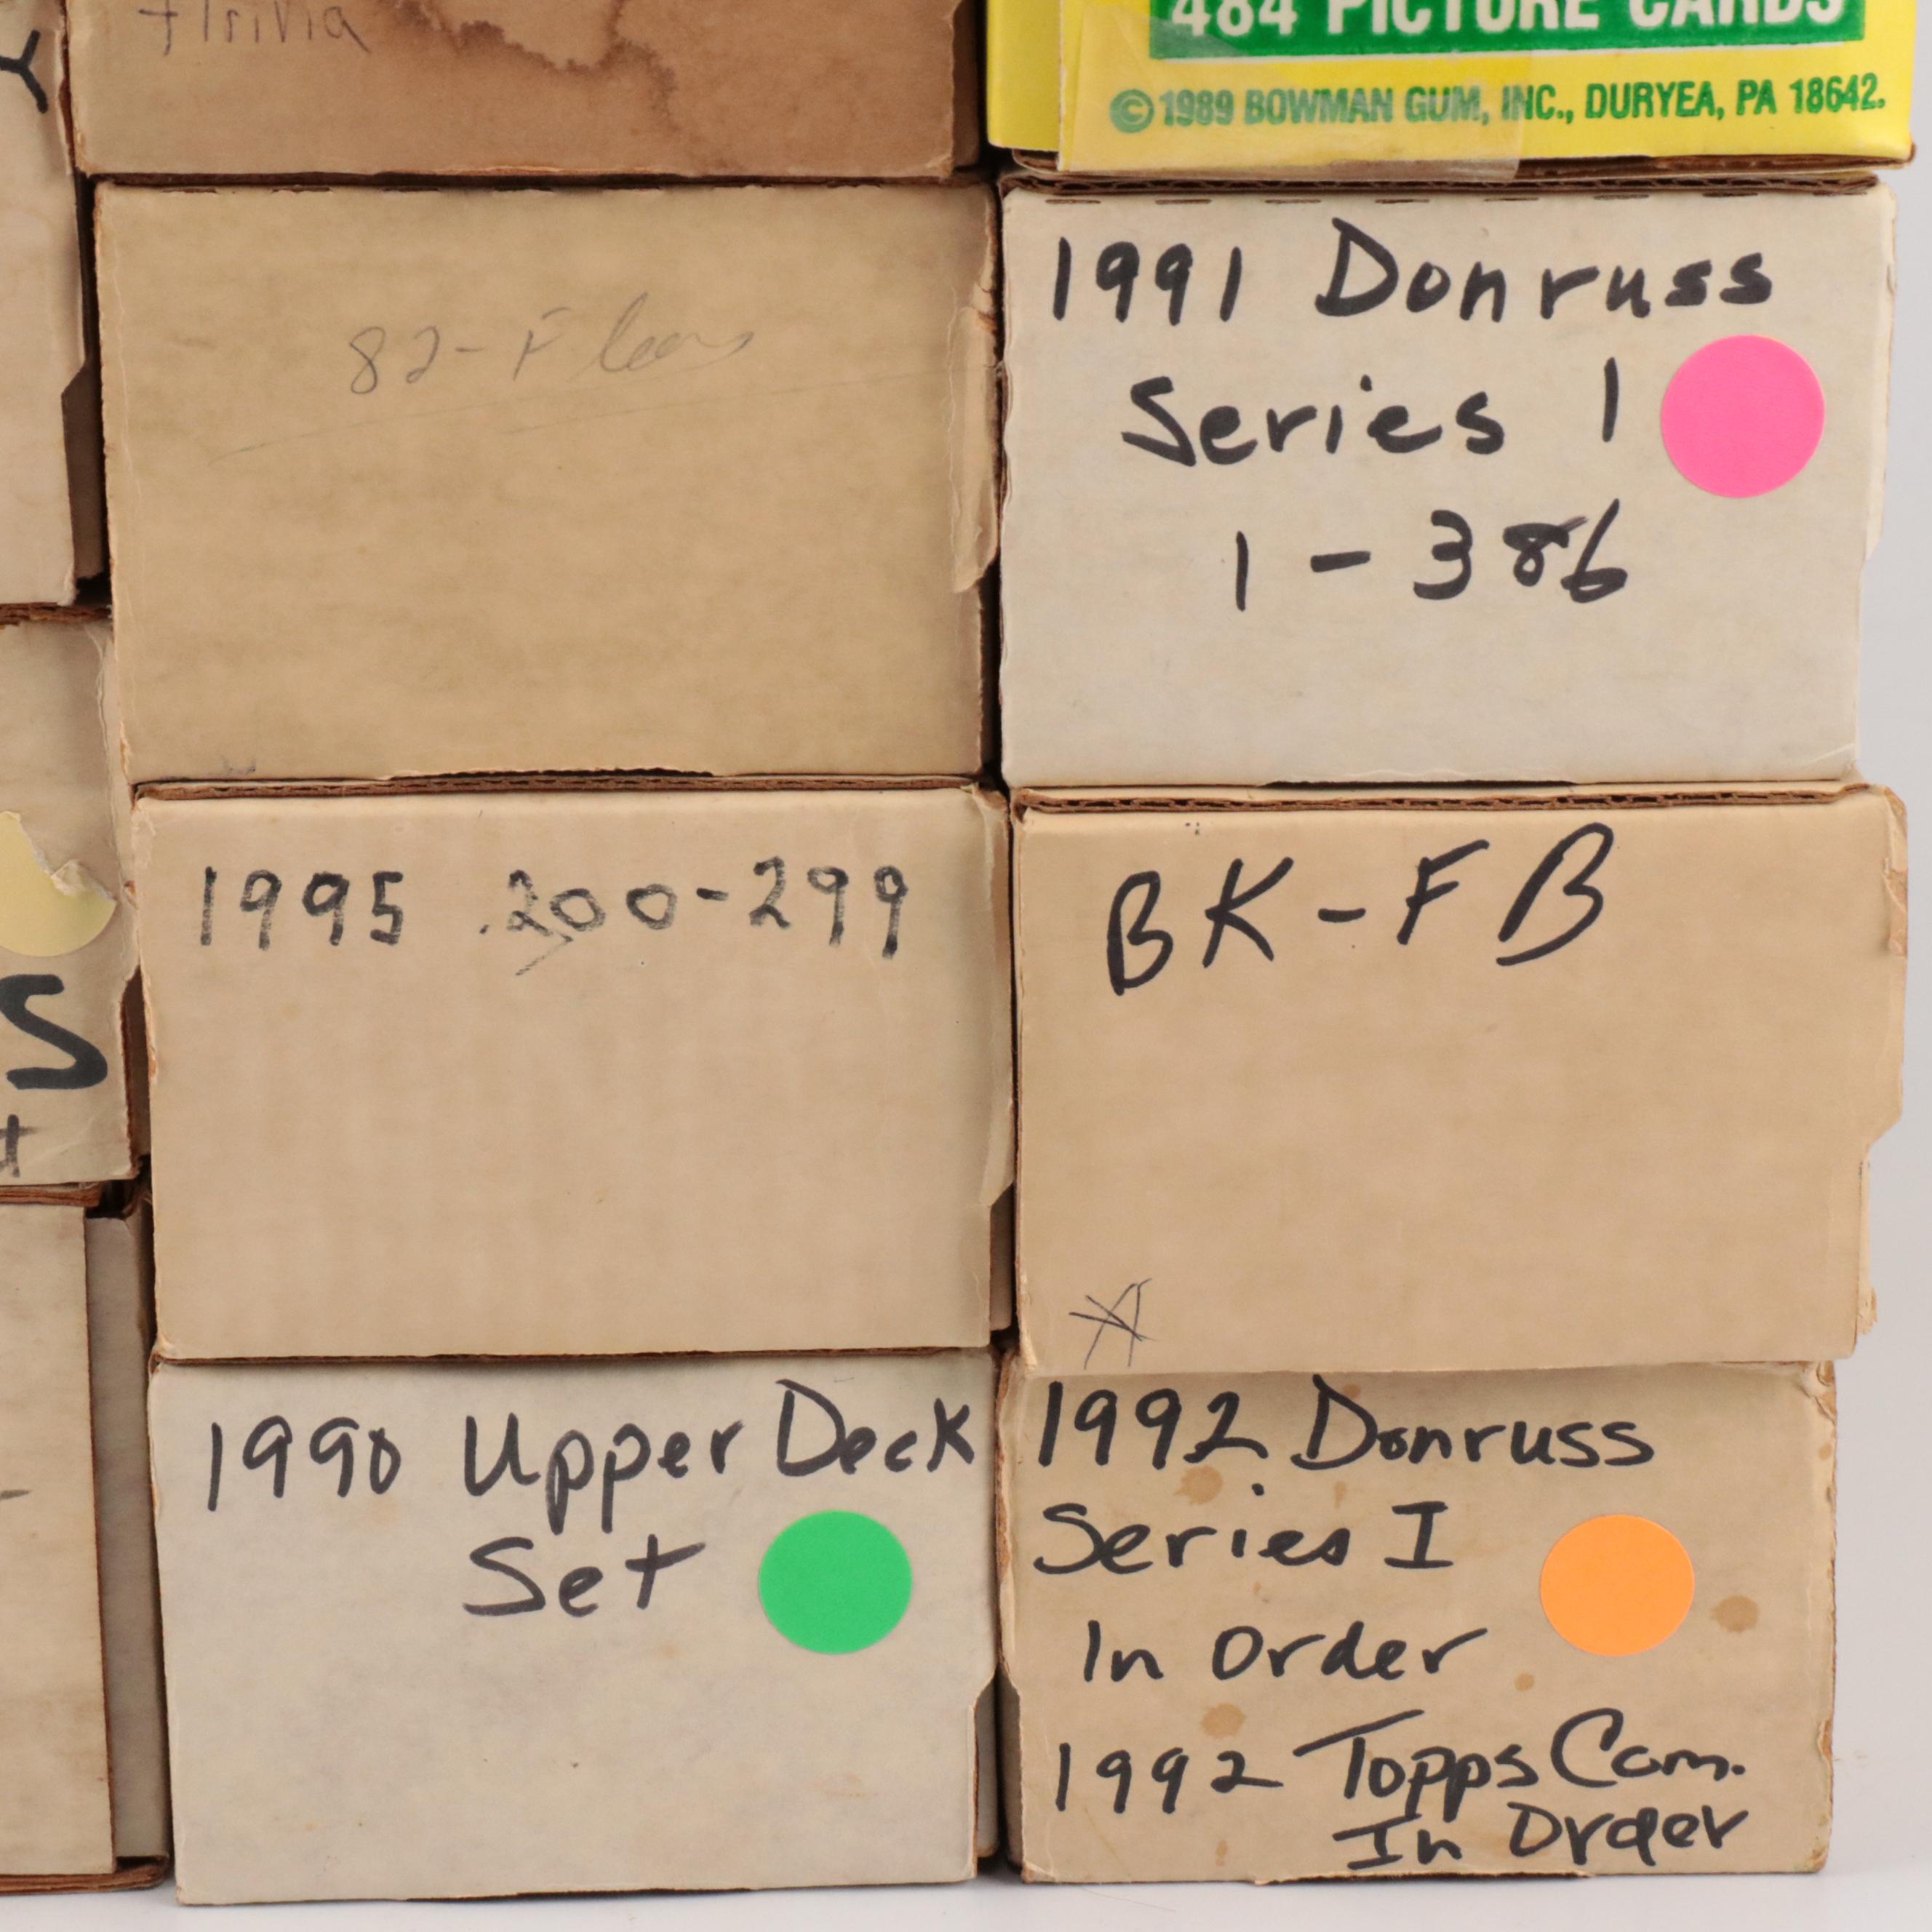 +Trivia
484 PICTURE CARDS
© 1989 BOWMAN GUM, INC., DURYEA, PA 18642.
82-Fleer
1991 Donruss
Series 1
1-386
1995 200-299
BK-FB
1990 Upper Deck
Set
1992 Donruss
Series I
In Order
1992 Topps Com.
In Order
S